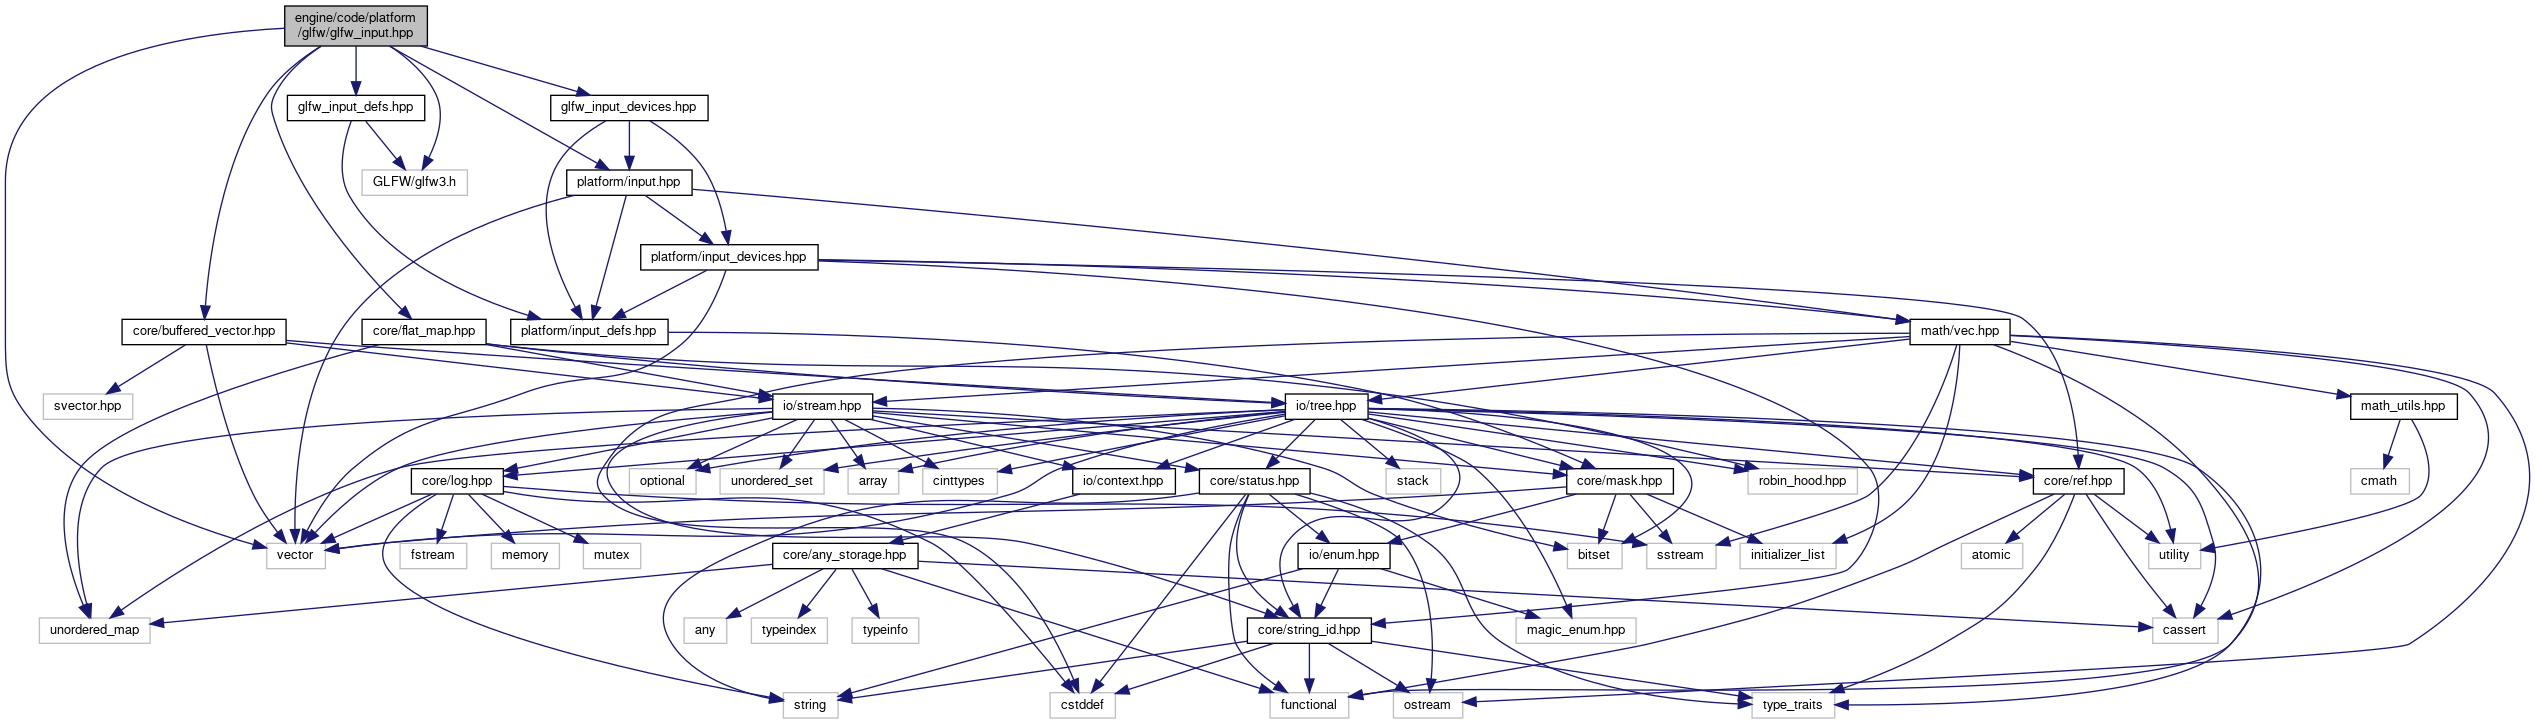 engine/code/platform
/glfw/glfw_input.hpp
glfw_input_defs.hpp
glfw_input_devices.hpp
GLFW/glfw3.h
platform/input.hpp
platform/input_devices.hpp
core/buffered_vector.hpp
core/flat_map.hpp
platform/input_defs.hpp
math/vec.hpp
svector.hpp
io/stream.hpp
io/tree.hpp
math_utils.hpp
core/log.hpp
optional
unordered_set
array
cinttypes
io/context.hpp
core/status.hpp
stack
core/mask.hpp
robin_hood.hpp
core/ref.hpp
cmath
vector
fstream
memory
mutex
core/any_storage.hpp
io/enum.hpp
bitset
sstream
initializer_list
atomic
utility
unordered_map
any
typeindex
typeinfo
core/string_id.hpp
magic_enum.hpp
cassert
string
cstddef
functional
ostream
type_traits